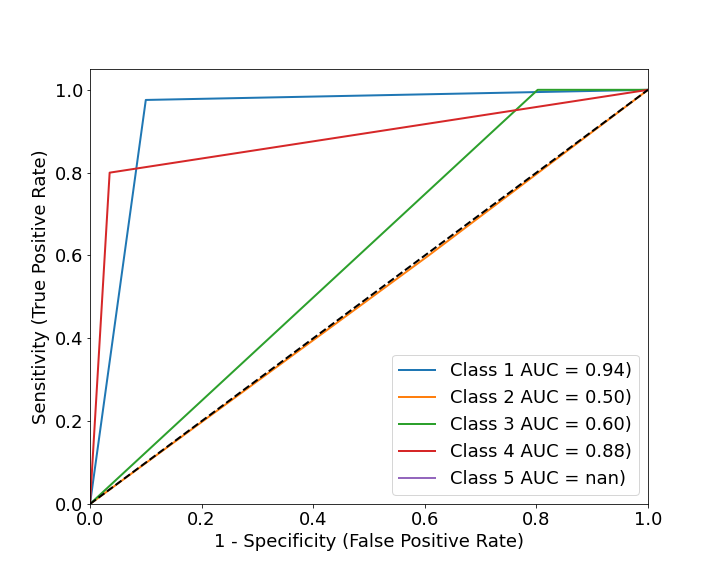 1.0
0.8
0.6
0.4
0.2
0.0
Sensitivity (True Positive Rate)
Class 1 AUC = 0.94)
Class 2 AUC = 0.50)
Class 3 AUC = 0.60)
Class 4 AUC = 0.88)
Class 5 AUC = nan)
0.0 0.2 0.4 0.6 0.8 1.0
1 - Specificity (False Positive Rate)